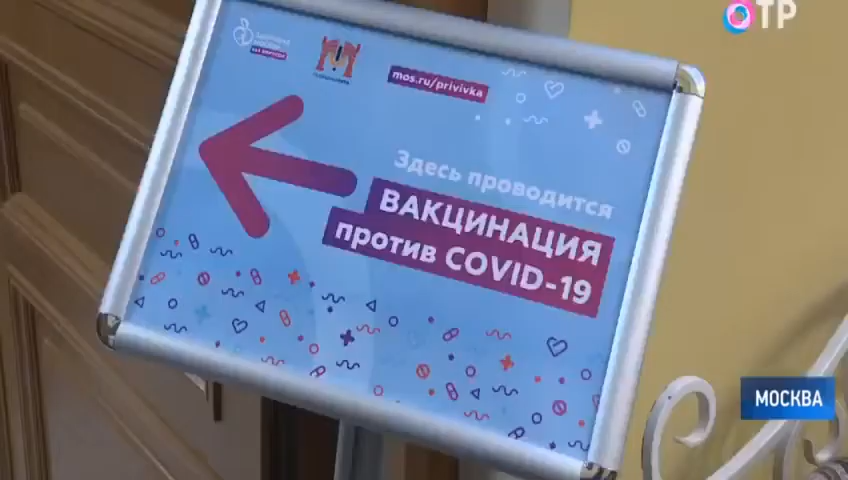 ОТР
mos.ru/privivka
Здесь проводится
ВАКЦИНАЦИЯ
против COVID-19
МОСКВА